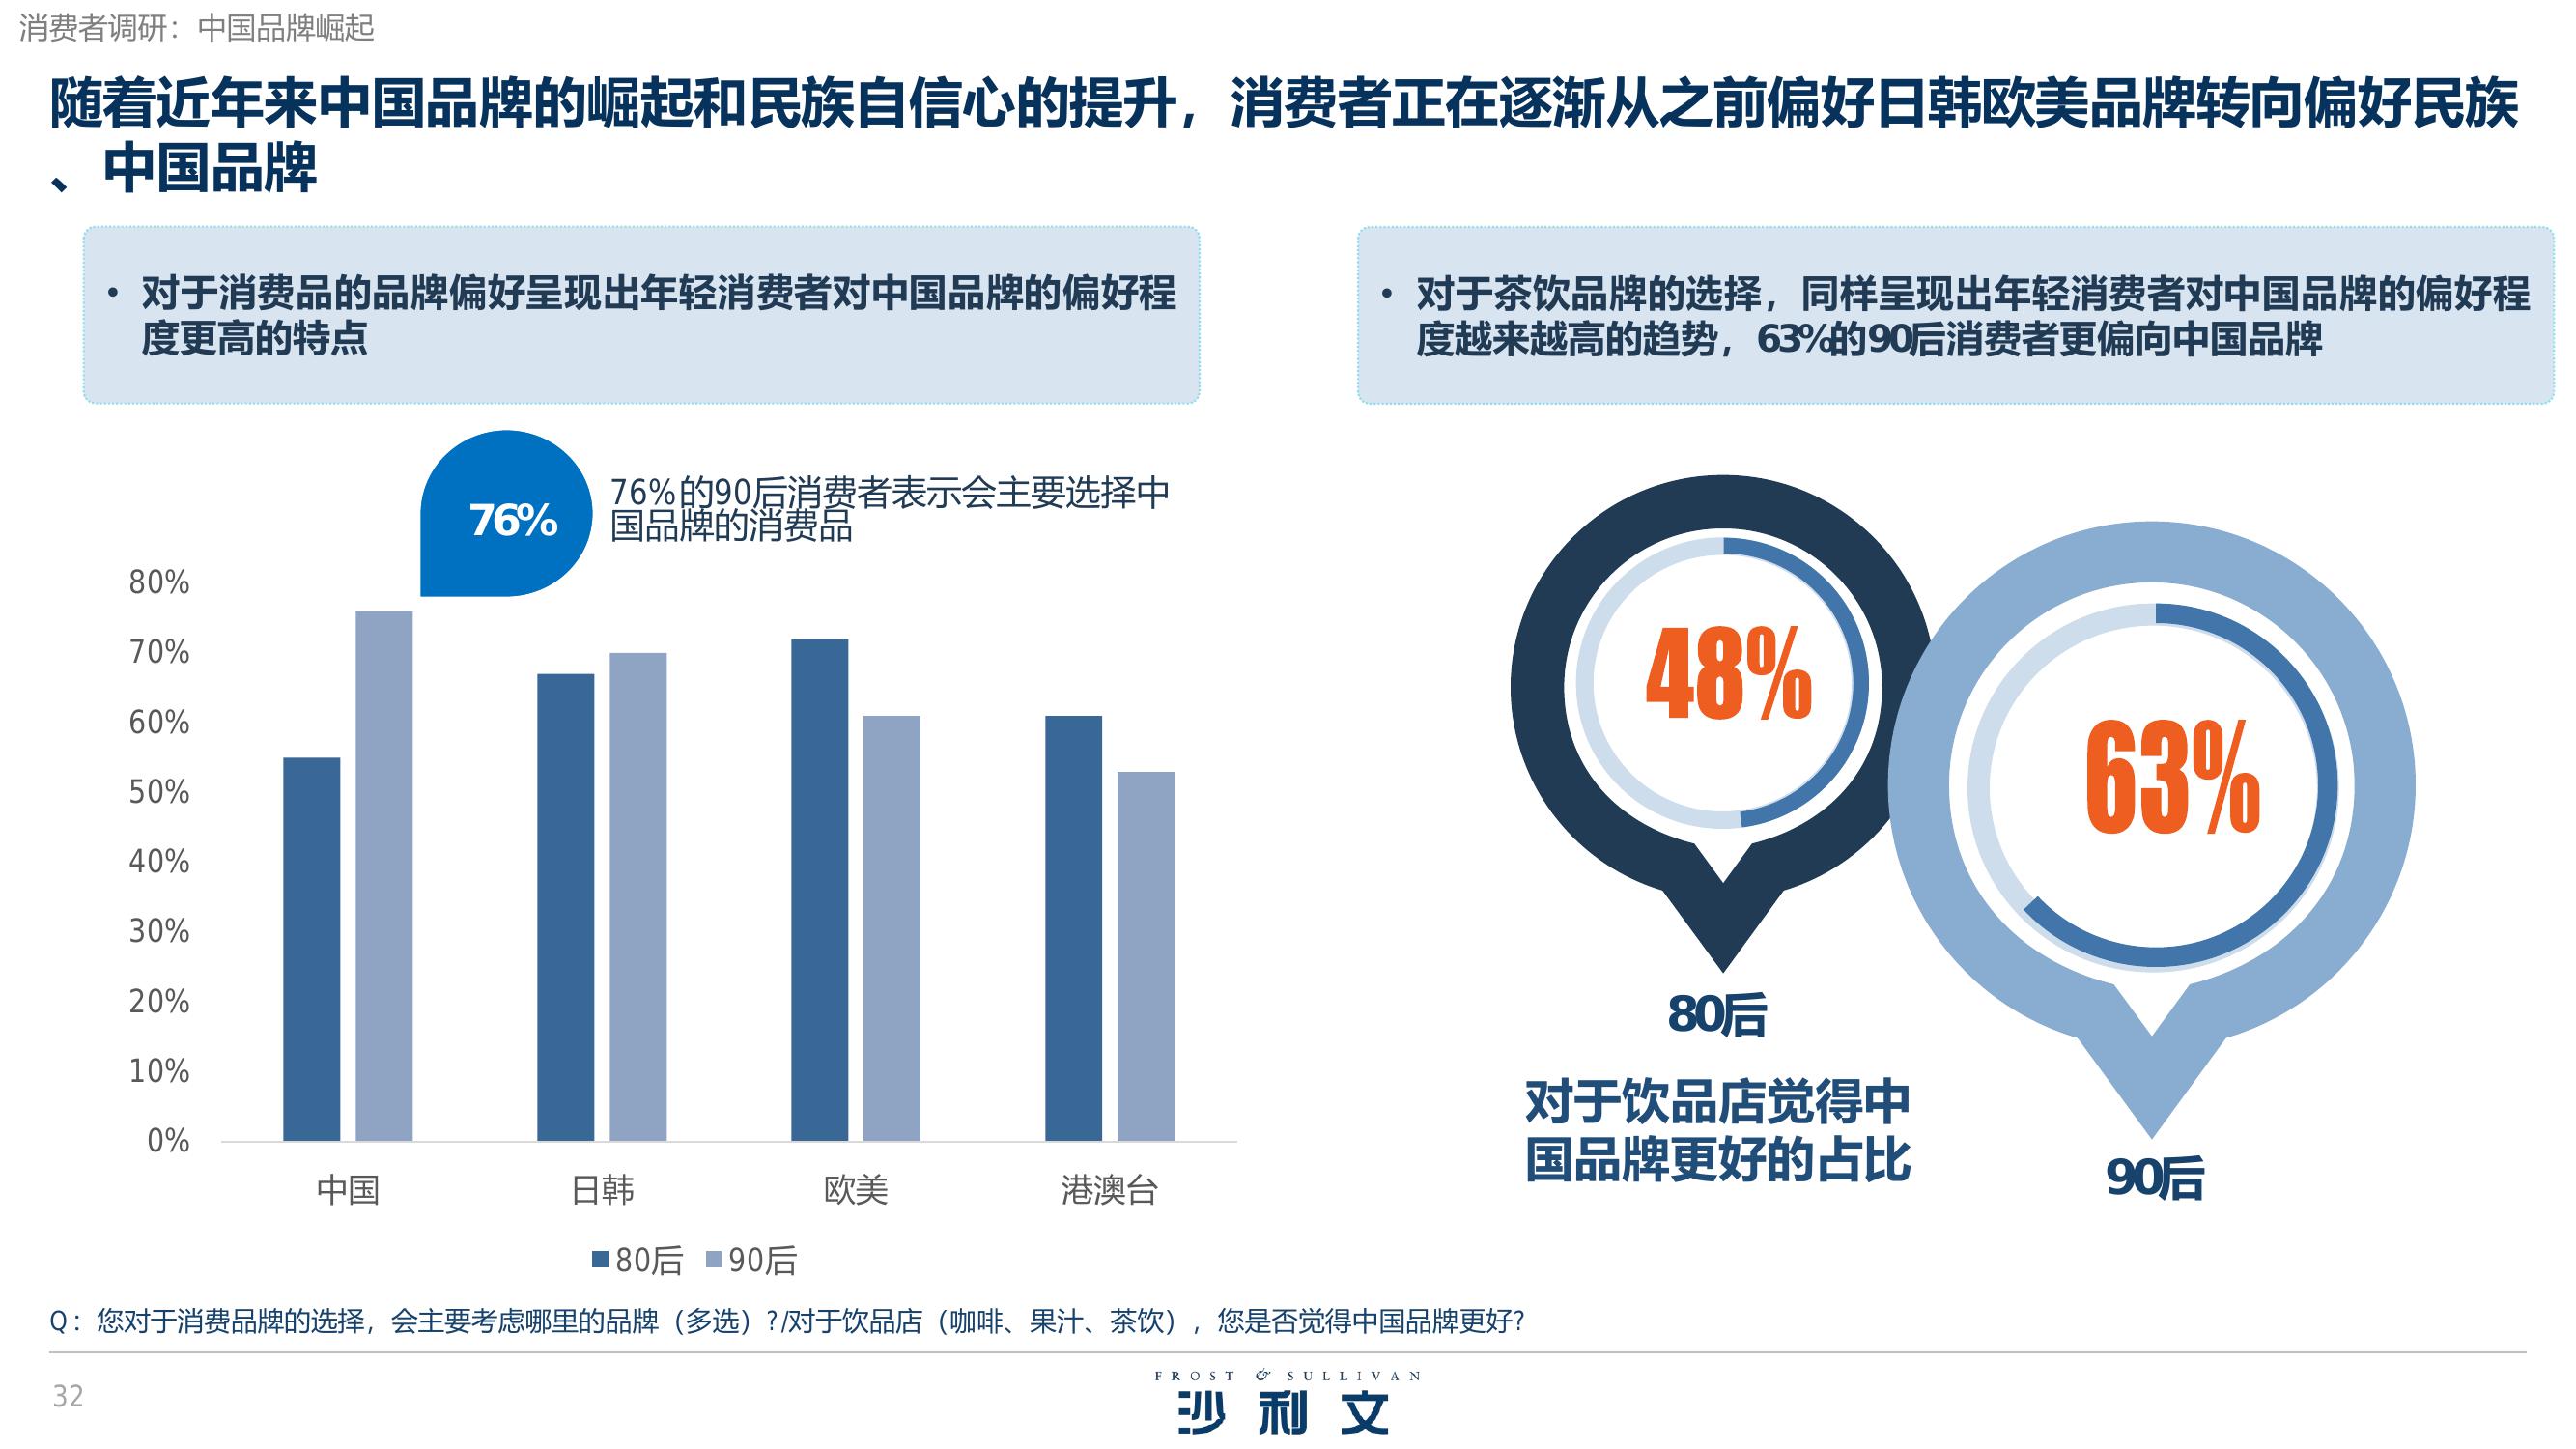 消费者调研：中国品牌崛起
随着近年来中国品牌的崛起和民族自信心的提升，消费者正在逐渐从之前偏好日韩欧美品牌转向偏好民族
、中国品牌
• 对于消费品的品牌偏好呈现出年轻消费者对中国品牌的偏好程
度更高的特点
• 对于茶饮品牌的选择，同样呈现出年轻消费者对中国品牌的偏好程
度越来越高的趋势，63%的90后消费者更偏向中国品牌
76%
76%的90后消费者表示会主要选择中
国品牌的消费品
80%
70%
60%
50%
40%
30%
20%
10%
0%
中国
日韩
欧美
港澳台
80后 90后
48%
63%
80后
对于饮品店觉得中
国品牌更好的占比
90后
Q：您对于消费品牌的选择，会主要考虑哪里的品牌（多选）?/对于饮品店（咖啡、果汁、茶饮），您是否觉得中国品牌更好?
32
FROST & SULLIVAN
沙利文